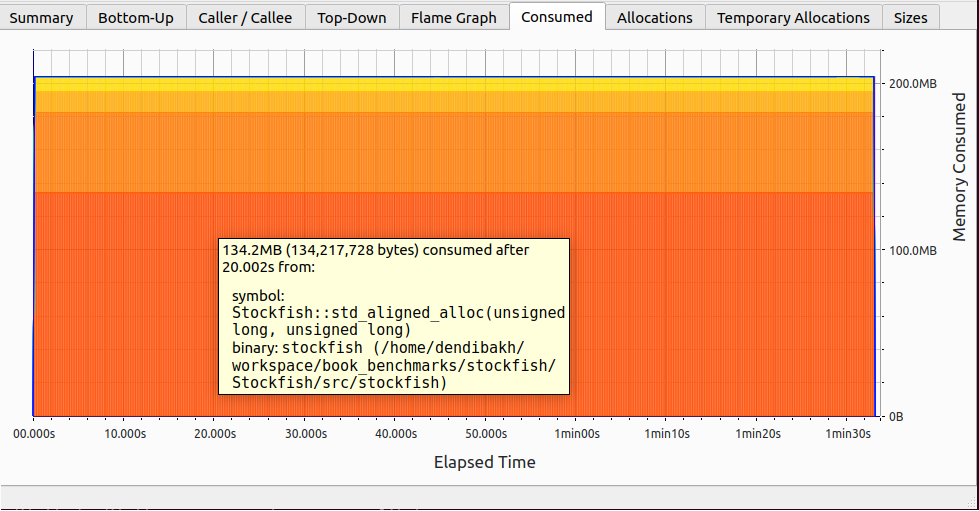 Summary Bottom-Up Caller / Callee Top-Down Flame Graph Consumed Allocations Temporary Allocations Sizes
200.0MB
134.2MB (134,217,728 bytes) consumed after
20.002s from:
symbol:
Stockfish::std_aligned_alloc(unsigned
long, unsigned long)
binary: stockfish (/home/dendibakh/
workspace/book_benchmarks/stockfish/
Stockfish/src/stockfish)
100.0MB
0B
Memory Consumed
00.000s 10.000s 20.000s 30.000s 40.000s 50.000s 1min00s 1min10s 1min20s 1min30s
Elapsed Time